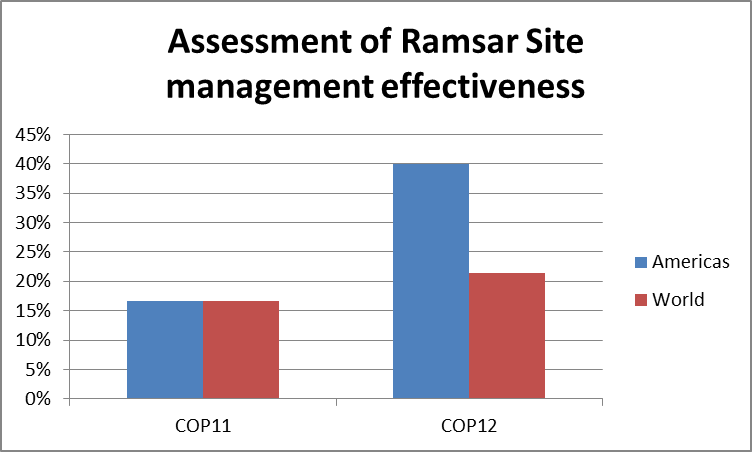 Assessment of Ramsar Site
management effectiveness
45%
40%
35%
30%
25%
20%
15%
10%
5%
0%
COP11
COP12
Americas
World